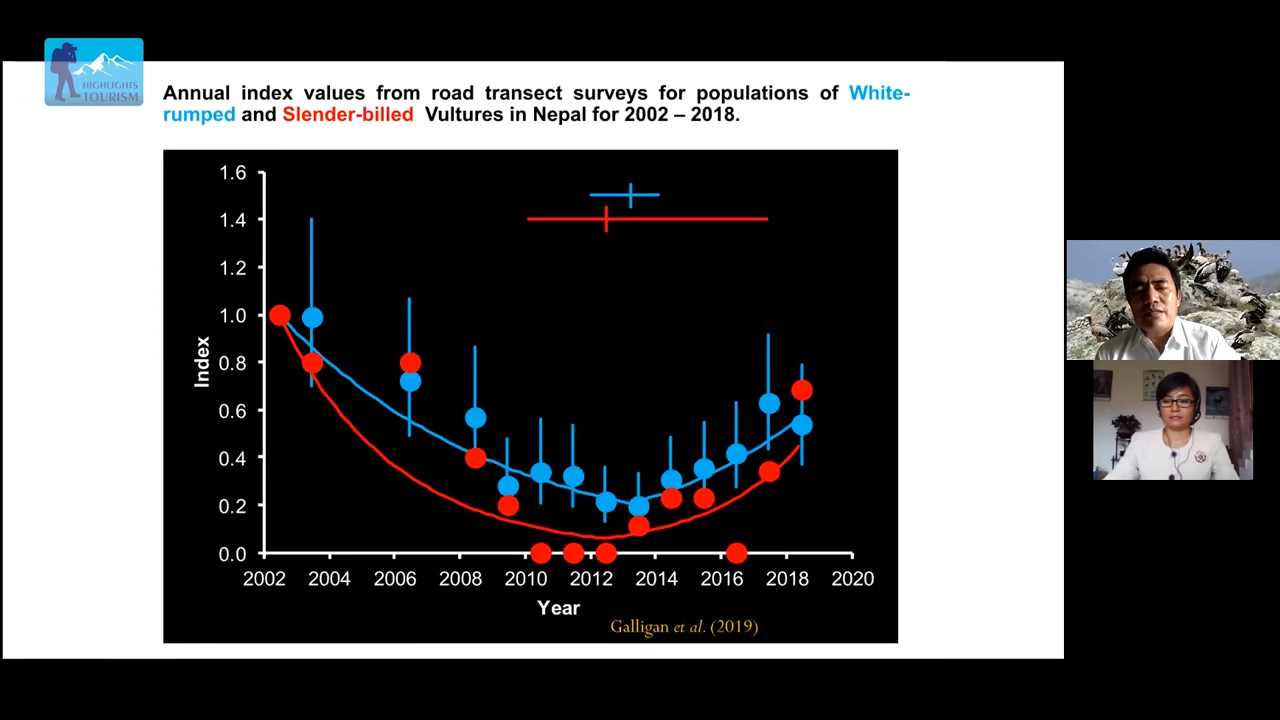 HIGHLIGHTS
TOURISM
Annual index values from road transect surveys for populations of White-
rumped and Slender-billed Vultures in Nepal for 2002 – 2018.
1.6
1.4
1.2
1.0
0.8
0.6
0.4
0.2
0.0
Index
2002 2004 2006 2008 2010 2012 2014 2016 2018 2020
Year
Galligan et al. (2019)